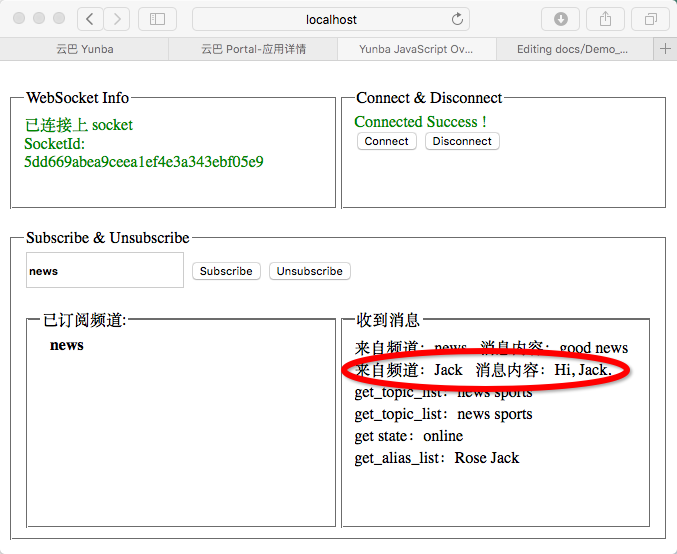 localhost
云巴 Yunba
云巴 Portal-应用详情
Yunba JavaScript Ov...
Editing docs/Demo_...
WebSocket Info
已连接上 socket
SocketId:
5dd669abea9ceea1ef4e3a343ebf05e9
Connect & Disconnect
Connected Success !
Connect Disconnect
Subscribe & Unsubscribe
news Subscribe Unsubscribe
已订阅频道:
news
收到消息
来自频道：news 消息内容：good news
来自频道：Jack 消息内容：Hi, Jack.
get_topic_list：news sports
get_topic_list：news sports
get state：online
get_alias_list：Rose Jack